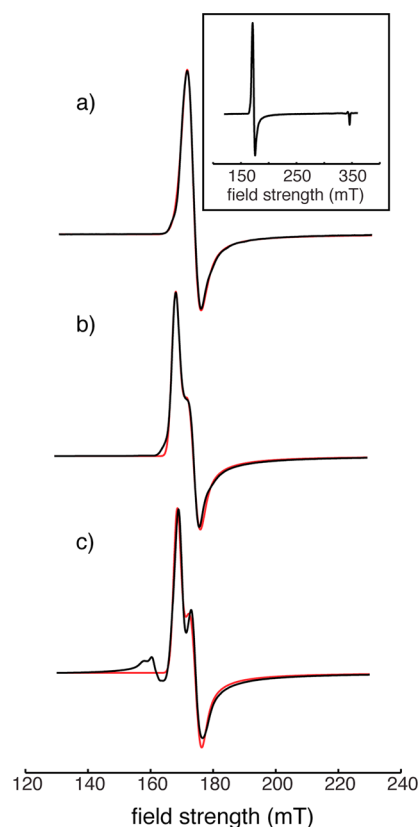 a)
150 250 350
field strength (mT)
b)
c)
120 140 160 180 200 220 240
field strength (mT)